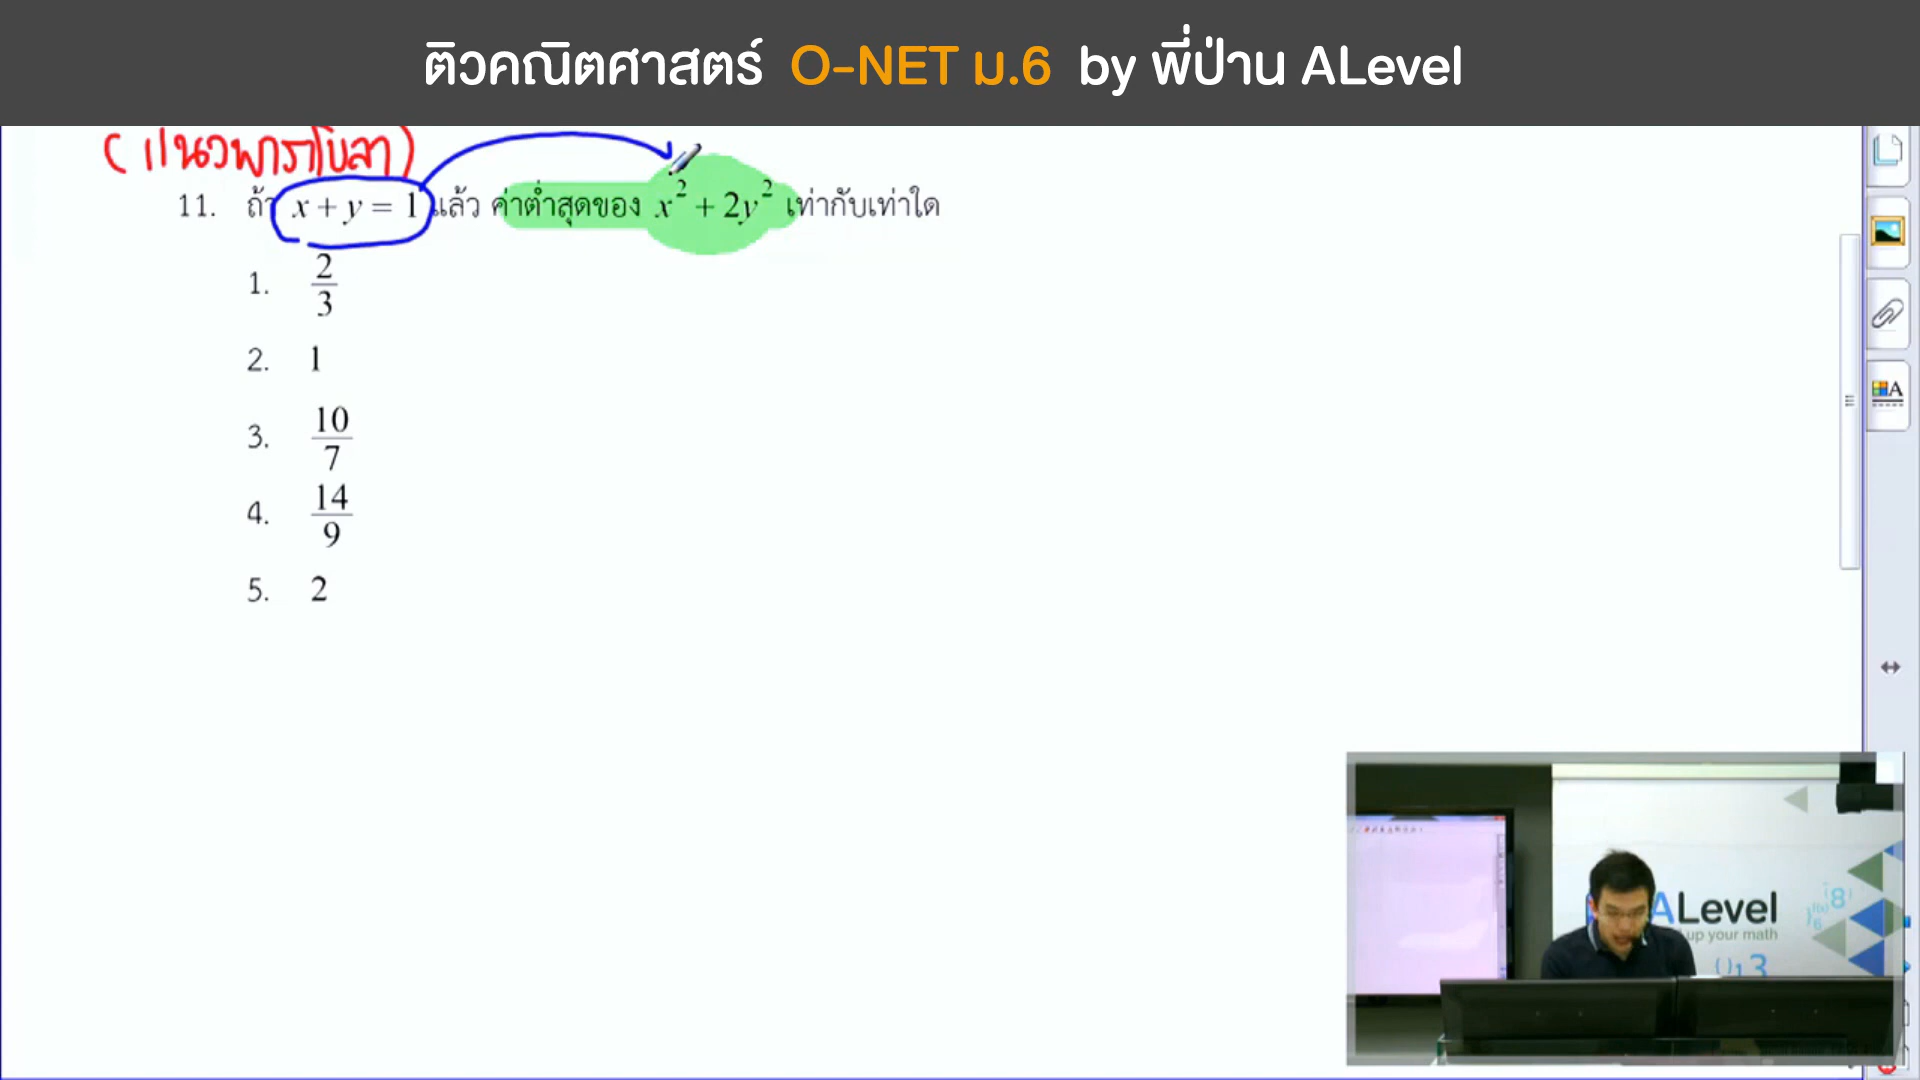 ติวคณิตศาสตร์ O-NET ม.6 by พี่ป่าน ALevel
(แนวพาราโบลา)
11. ถ้า x + y = 1 แล้ว ค่าต่ำสุดของ x² + 2y² เท่ากับเท่าใด
1. 2/3
2. 1
3. 10/7
4. 14/9
5. 2
ALevel
up your math